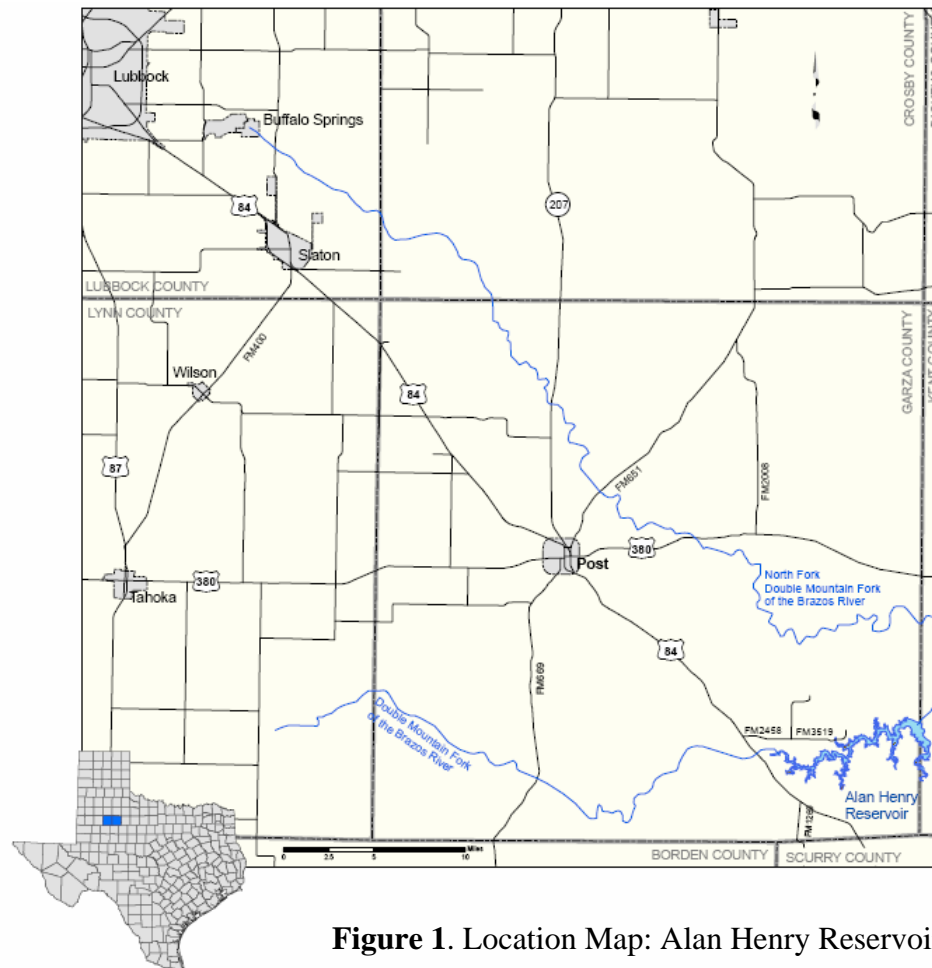 Lubbock
Buffalo Springs
CROSBY COUNTY
84
207
Slaton
LUBBOCK COUNTY
LYNN COUNTY
FM400
GARZA COUNTY
KENT COUNTY
Wilson
84
87
FM651
FM2008
380
Post
380
Tahoka
North Fork
Double Mountain Fork
of the Brazos River
84
FM669
Double Mountain Fork
of the Brazos River
FM2458
FM3519
Alan Henry
Reservoir
Miles
0 2.5 5 10
BORDEN COUNTY
SCURRY COUNTY
Figure 1. Location Map: Alan Henry Reservoi